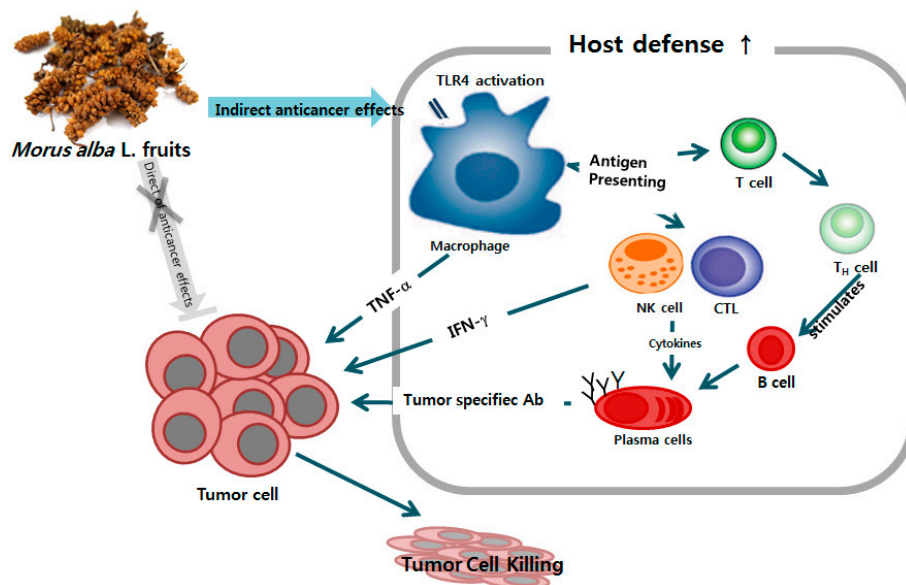 Host defense ↑
TLR4 activation
Indirect anticancer effects
Morus alba L. fruits
Direct of anticancer effects
Antigen
Presenting
T cell
Macrophage
TH cell
NK cell
CTL
stimulates
TNF-α
IFN-γ
Cytokines
B cell
Tumor specifiec Ab
Plasma cells
Tumor cell
Tumor Cell Killing